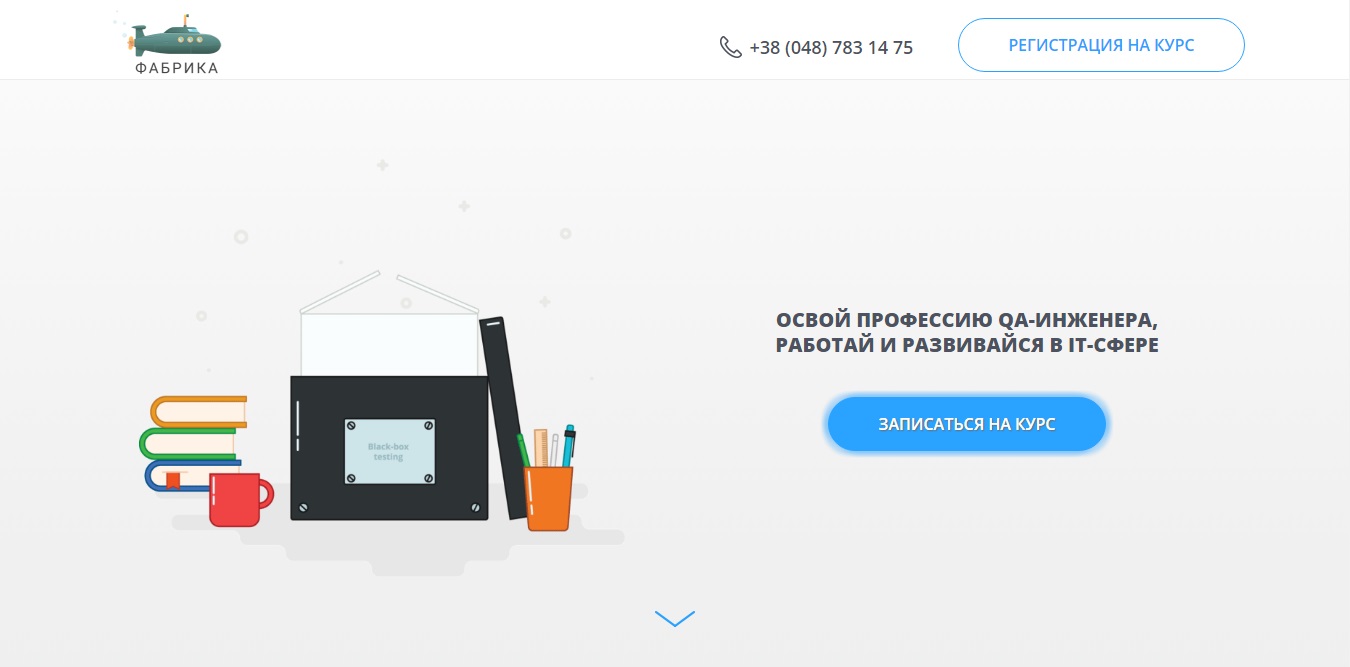 ФАБРИКА
+38 (048) 783 14 75
РЕГИСТРАЦИЯ НА КУРС
ОСВОЙ ПРОФЕССИЮ QA-ИНЖЕНЕРА,
РАБОТАЙ И РАЗВИВАЙСЯ В IT-СФЕРЕ
ЗАПИСАТЬСЯ НА КУРС
Black-box
testing